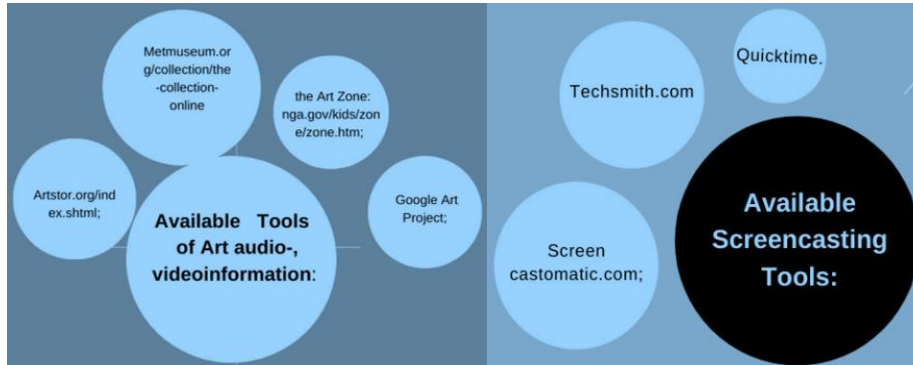 Metmuseum.or
g/collection/the
-collection-
online
the Art Zone:
nga.gov/kids/zon
e/zone.htm;
Artstor.org/ind
ex.shtml;
Google Art
Project;
Available Tools
of Art audio-,
videoinformation:
Quicktime.
Techsmith.com
Screen
castomatic.com;
Available
Screencasting
Tools: